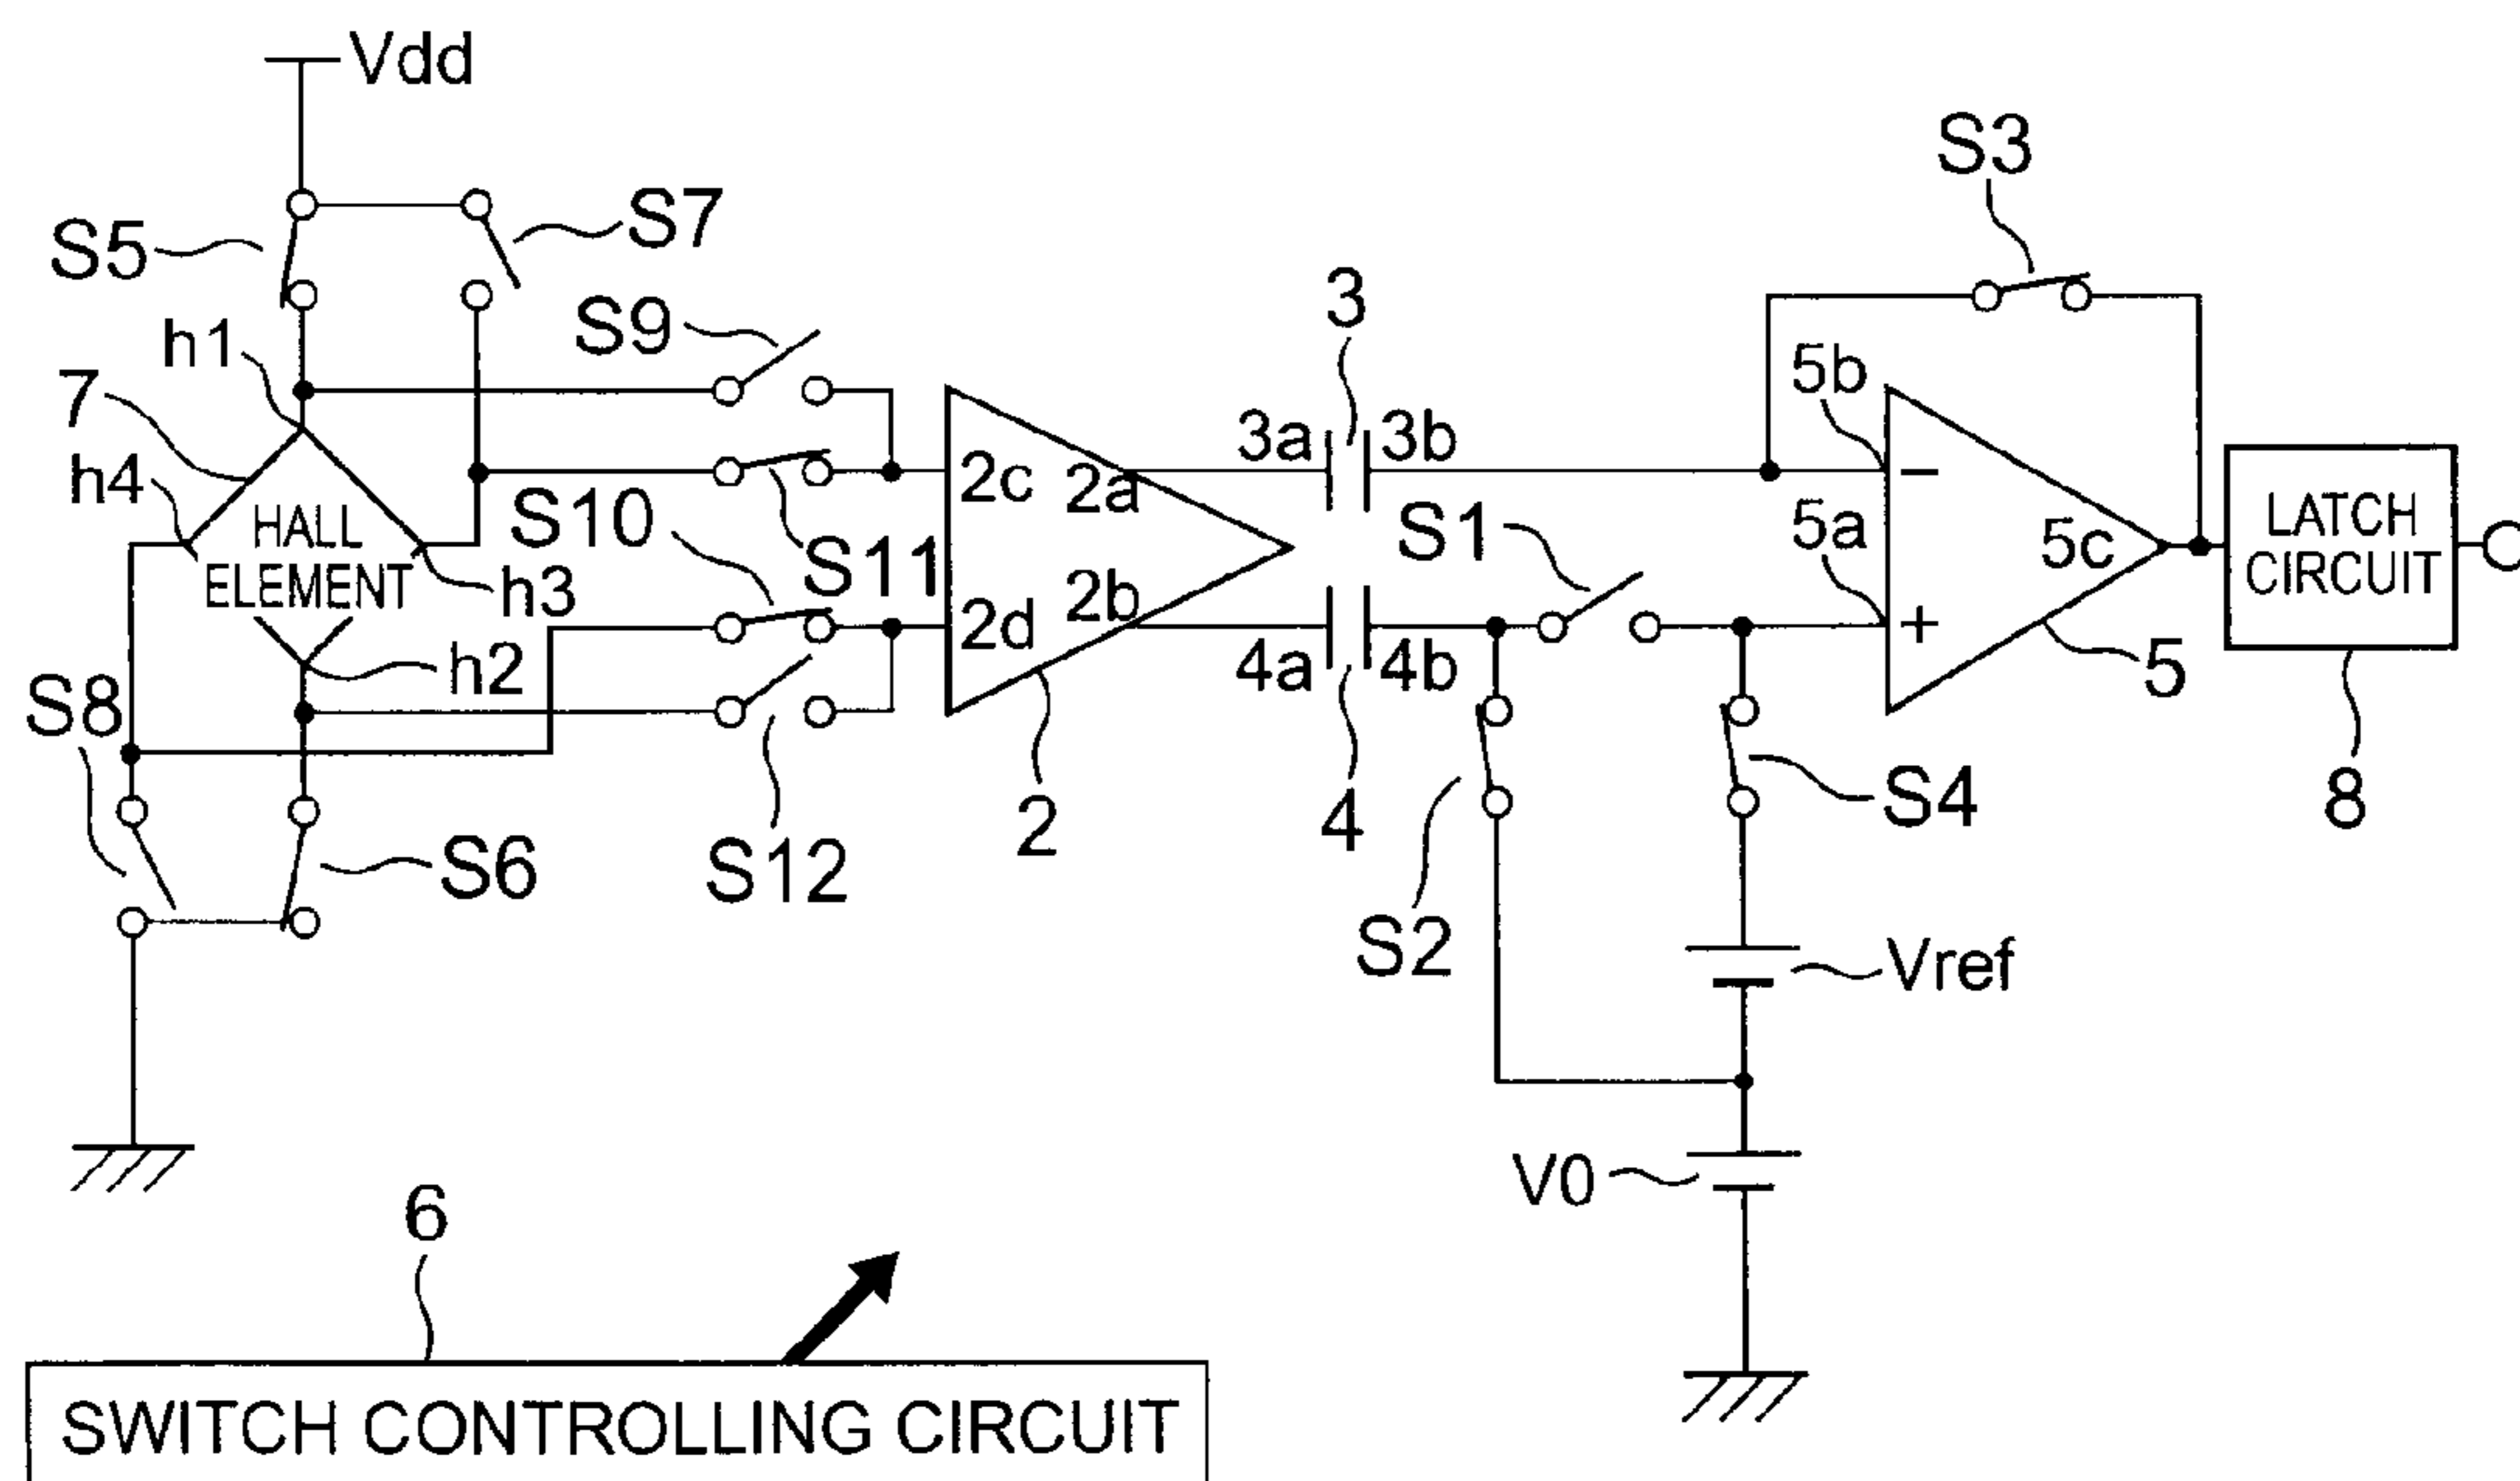 Vdd
S3
S7
S5
3
S9
h1
5b
7
3a
3b
h4
2c
2a
−
S10
S1
5a
HALL
ELEMENT
LATCH
CIRCUIT
5c
S11
h3
2b
2d
+
h2
4a
4b
5
S8
S4
2
4
8
S12
S6
S2
Vref
V0
6
SWITCH CONTROLLING CIRCUIT